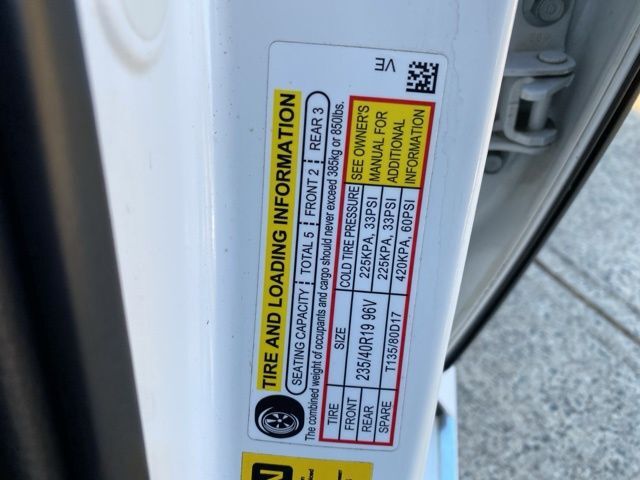 VE
TIRE AND LOADING INFORMATION
SEATING CAPACITY TOTAL 5 FRONT 2 REAR 3
The combined weight of occupants and cargo should never exceed 385kg or 850lbs.
TIRE SIZE COLD TIRE PRESSURE SEE OWNER'S MANUAL FOR ADDITIONAL INFORMATION
FRONT 235/40R19 96V 225KPA, 33PSI
REAR 225KPA, 33PSI
SPARE T135/80D17 420KPA, 60PSI